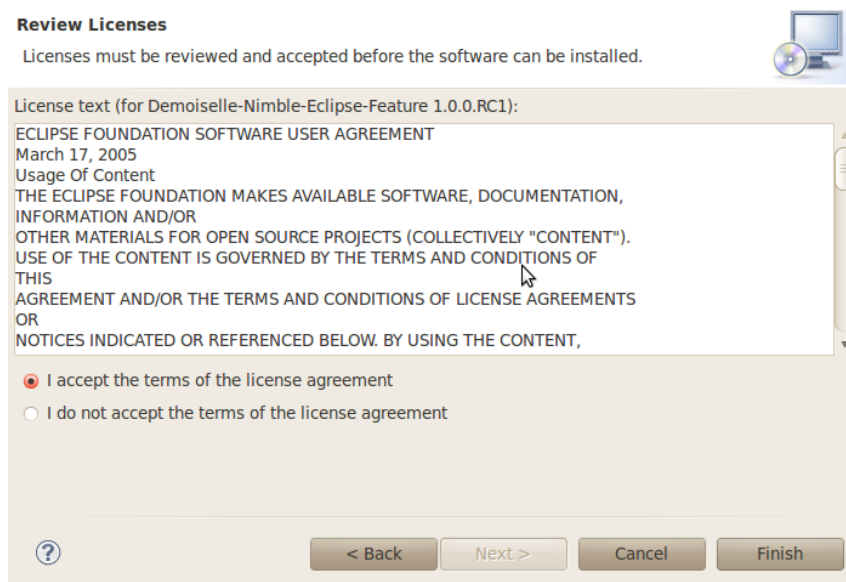 Review Licenses
Licenses must be reviewed and accepted before the software can be installed.
License text (for Demoiselle-Nimble-Eclipse-Feature 1.0.0.RC1):
ECLIPSE FOUNDATION SOFTWARE USER AGREEMENT
March 17, 2005
Usage Of Content
THE ECLIPSE FOUNDATION MAKES AVAILABLE SOFTWARE, DOCUMENTATION,
INFORMATION AND/OR
OTHER MATERIALS FOR OPEN SOURCE PROJECTS (COLLECTIVELY "CONTENT").
USE OF THE CONTENT IS GOVERNED BY THE TERMS AND CONDITIONS OF
THIS
AGREEMENT AND/OR THE TERMS AND CONDITIONS OF LICENSE AGREEMENTS
OR
NOTICES INDICATED OR REFERENCED BELOW. BY USING THE CONTENT,
I accept the terms of the license agreement
I do not accept the terms of the license agreement
? < Back Next > Cancel Finish